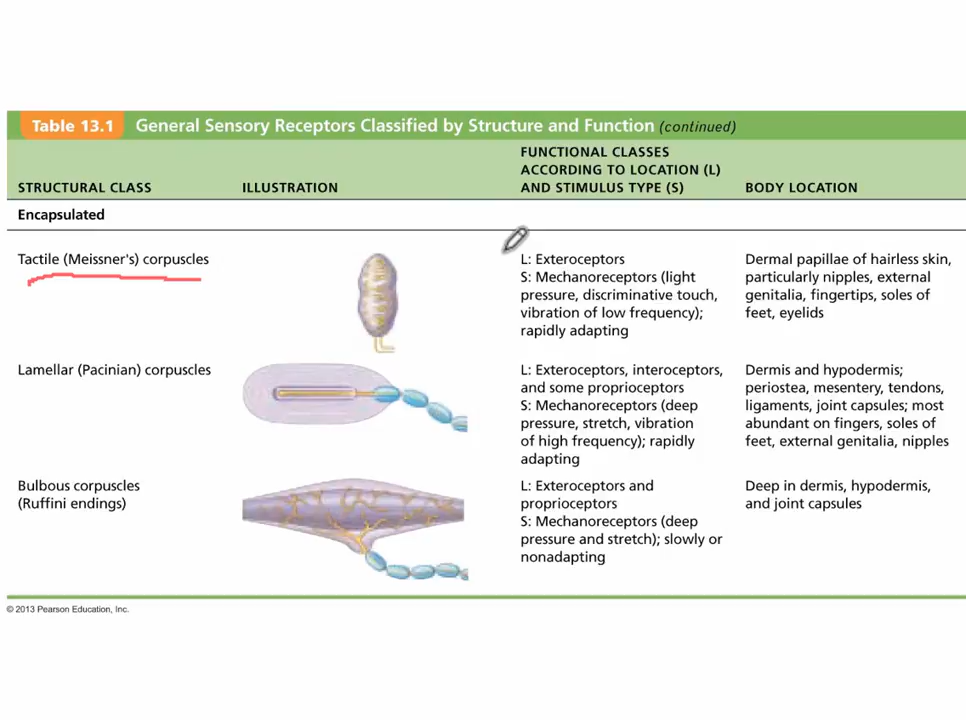 Table 13.1 General Sensory Receptors Classified by Structure and Function (continued)
STRUCTURAL CLASS
ILLUSTRATION
FUNCTIONAL CLASSES
ACCORDING TO LOCATION (L)
AND STIMULUS TYPE (S)
BODY LOCATION
Encapsulated
Tactile (Meissner's) corpuscles
L: Exteroceptors
S: Mechanoreceptors (light
pressure, discriminative touch,
vibration of low frequency);
rapidly adapting
Dermal papillae of hairless skin,
particularly nipples, external
genitalia, fingertips, soles of
feet, eyelids
Lamellar (Pacinian) corpuscles
L: Exteroceptors, interoceptors,
and some proprioceptors
S: Mechanoreceptors (deep
pressure, stretch, vibration
of high frequency); rapidly
adapting
Dermis and hypodermis;
periostea, mesentery, tendons,
ligaments, joint capsules; most
abundant on fingers, soles of
feet, external genitalia, nipples
Bulbous corpuscles
(Ruffini endings)
L: Exteroceptors and
proprioceptors
S: Mechanoreceptors (deep
pressure and stretch); slowly or
nonadapting
Deep in dermis, hypodermis,
and joint capsules
© 2013 Pearson Education, Inc.